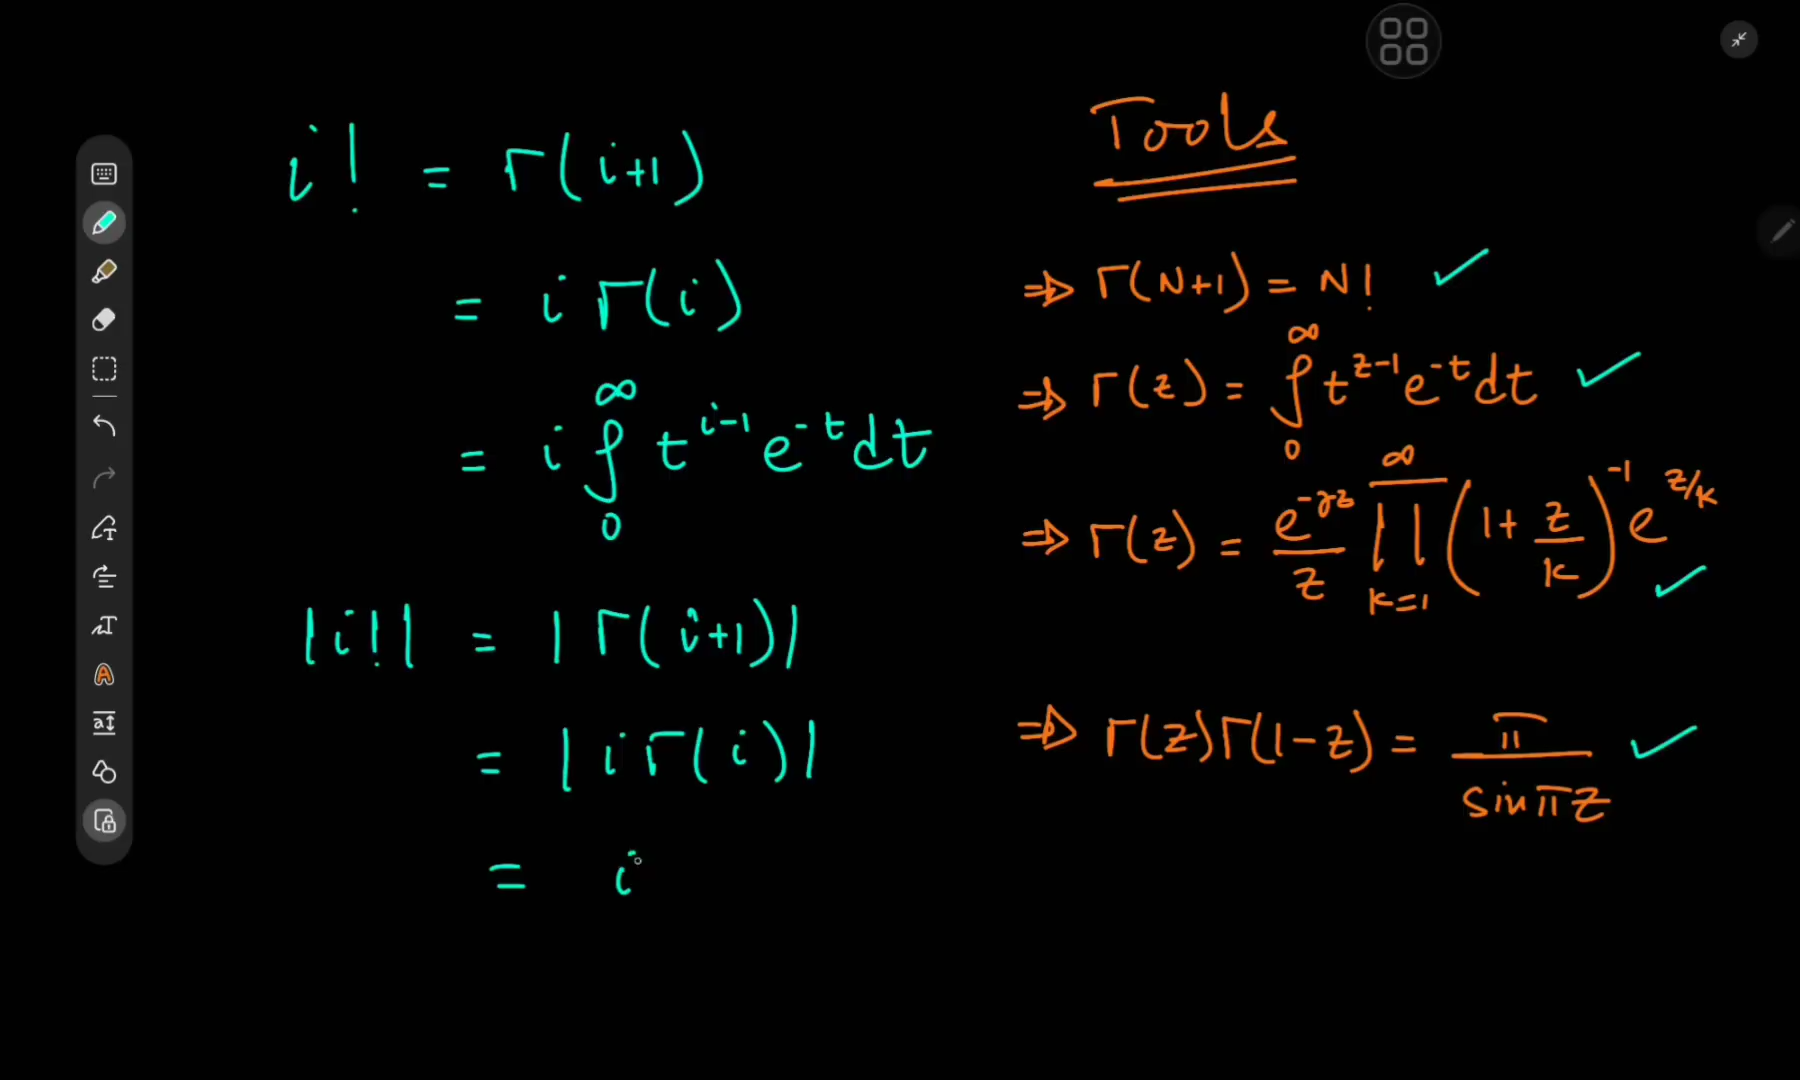 i! = Γ(i+1)
= i Γ(i)
= i ∫₀^∞ t^{i-1} e^{-t} dt
|i!| = |Γ(i+1)|
= |i Γ(i)|
= i
Tools
⇒ Γ(N+1) = N! ✓
⇒ Γ(z) = ∫₀^∞ t^{z-1} e^{-t} dt ✓
⇒ Γ(z) = e^{-γz}/z ∏_{k=1}^∞ (1 + z/k)^{-1} e^{z/k} ✓
⇒ Γ(z)Γ(1-z) = π/sin πz ✓